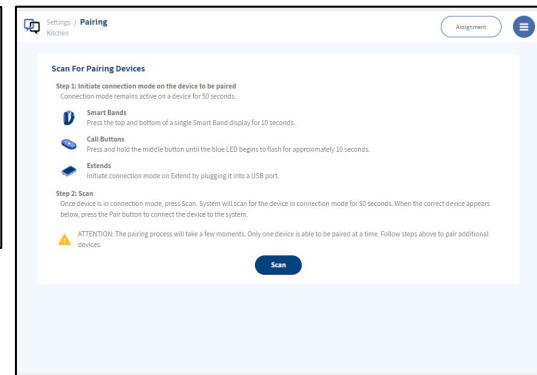 Settings / Pairing
Kitchen
Assignment
Scan For Pairing Devices
Step 1: Initiate connection mode on the device to be paired
Connection mode remains active on a device for 50 seconds.
Smart Bands
Press the top and bottom of a single Smart Band display for 10 seconds.
Call Buttons
Press and hold the middle button until the blue LED begins to flash for approximately 10 seconds.
Extends
Initiate connection mode on Extend by plugging it into a USB port.
Step 2: Scan
Once device is in connection mode, press Scan. System will scan for the device in connection mode for 50 seconds. When the correct device appears
below, press the Pair button to connect the device to the system.
ATTENTION: The pairing process will take a few moments. Only one device is able to be paired at a time. Follow steps above to pair additional
devices.
Scan